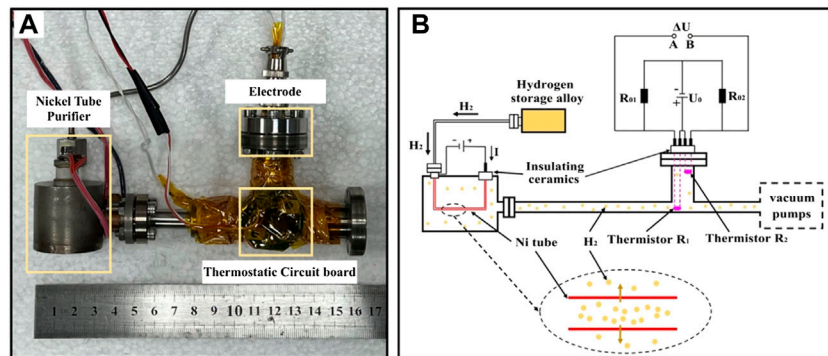 A
Nickel Tube
Purifier
Electrode
Thermostatic Circuit board
1 2 3 4 5 6 7 8 9 10 11 12 13 14 15 16 17
B
ΔU
A B
R01
U0
R02
- +
Hydrogen
storage alloy
H2
H2
- +
I
Insulating
ceramics
vacuum
pumps
Ni tube
H2
Thermistor R1
Thermistor R2